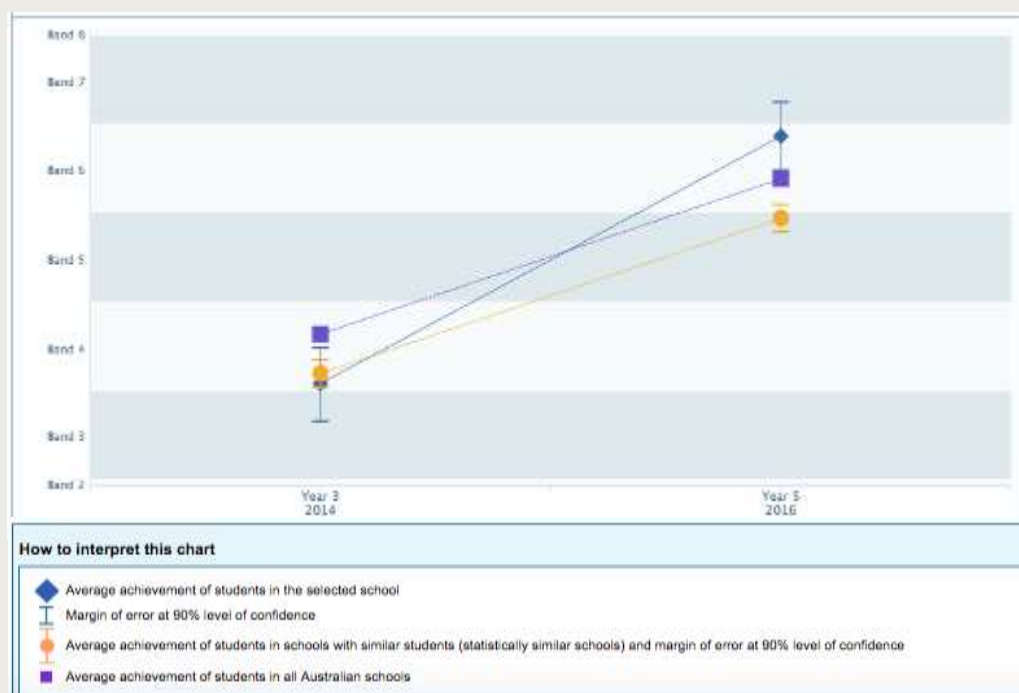 Band 8
Band 7
Band 6
Band 5
Band 4
Band 3
Band 2
Year 3
2014
Year 5
2016
How to interpret this chart
Average achievement of students in the selected school
Margin of error at 90% level of confidence
Average achievement of students in schools with similar students (statistically similar schools) and margin of error at 90% level of confidence
Average achievement of students in all Australian schools